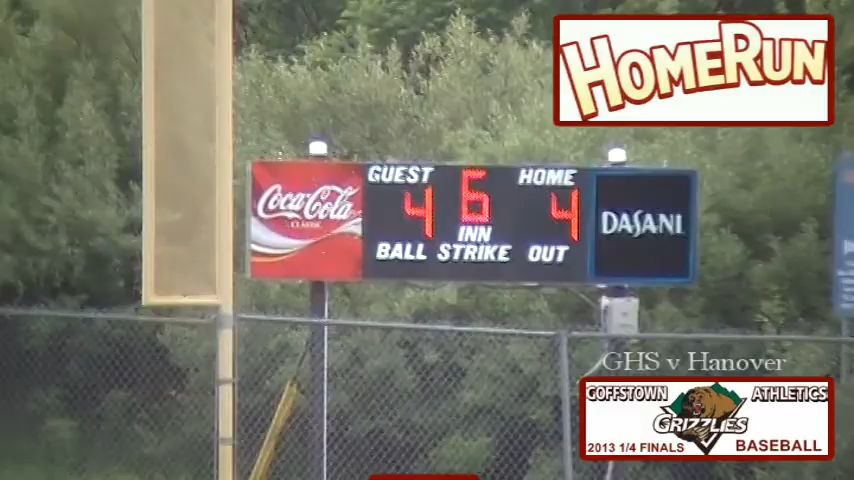 HOMERUN
GUEST 6 HOME
4 INN 4
BALL STRIKE OUT
Coca-Cola
CLASSIC
DASANI
GHS v Hanover
GOFFSTOWN ATHLETICS
GRIZZLIES
2013 1/4 FINALS BASEBALL